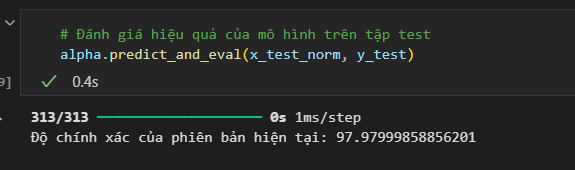 # Đánh giá hiệu quả của mô hình trên tập test
alpha.predict_and_eval(x_test_norm, y_test)
9]
0.4s
313/313 ━━━━━━━━━━━━━━━━━━━━ 0s 1ms/step
Độ chính xác của phiên bản hiện tại: 97.97999858856201